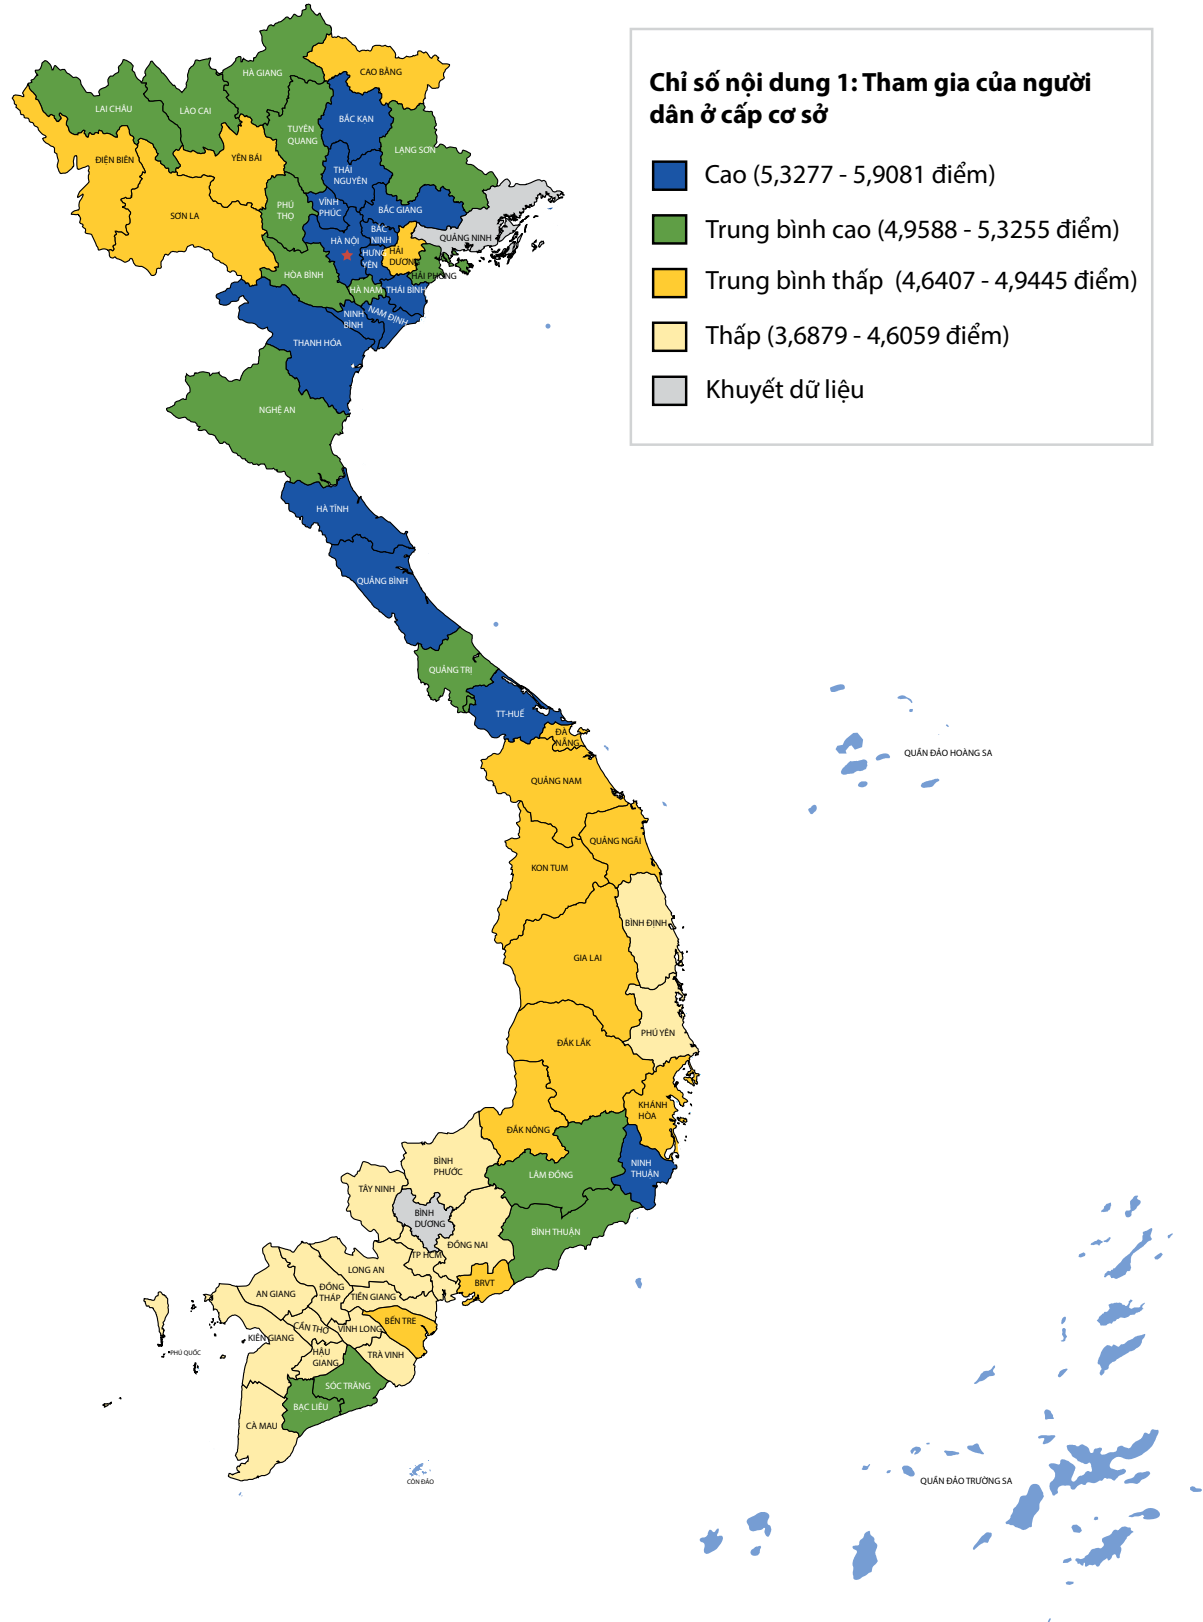 Chỉ số nội dung 1: Tham gia của người
dân ở cấp cơ sở
Cao (5,3277 - 5,9081 điểm)
Trung bình cao (4,9588 - 5,3255 điểm)
Trung bình thấp (4,6407 - 4,9445 điểm)
Thấp (3,6879 - 4,6059 điểm)
Khuyết dữ liệu
HÀ GIANG
CAO BẰNG
LAI CHÂU
LÀO CAI
BẮC KẠN
TUYÊN
QUANG
LẠNG SƠN
ĐIỆN BIÊN
YÊN BÁI
THÁI
NGUYÊN
PHÚ
THỌ
VĨNH
PHÚC
BẮC GIANG
SƠN LA
BẮC
NINH
HÀ NỘI
QUẢNG NINH
HƯNG
YÊN
HẢI
DƯƠNG
HÒA BÌNH
HẢI PHÒNG
HÀ NAM
THÁI BÌNH
NINH
BÌNH
NAM ĐỊNH
THANH HÓA
NGHỆ AN
HÀ TĨNH
QUẢNG BÌNH
QUẢNG TRỊ
TT-HUẾ
ĐÀ
NẴNG
QUẦN ĐẢO HOÀNG SA
QUẢNG NAM
QUẢNG NGÃI
KON TUM
BÌNH ĐỊNH
GIA LAI
PHÚ YÊN
ĐẮK LẮK
KHÁNH
HÒA
ĐẮK NÔNG
BÌNH
PHƯỚC
NINH
THUẬN
LÂM ĐỒNG
TÂY NINH
BÌNH
DƯƠNG
BÌNH THUẬN
ĐỒNG NAI
TP HCM
LONG AN
BRVT
AN GIANG
ĐỒNG
THÁP
TIỀN GIANG
BẾN TRE
CẦN THƠ
VĨNH LONG
KIÊN GIANG
PHÚ QUỐC
HẬU
GIANG
TRÀ VINH
SÓC TRĂNG
BẠC LIÊU
CÀ MAU
CÔN ĐẢO
QUẦN ĐẢO TRƯỜNG SA